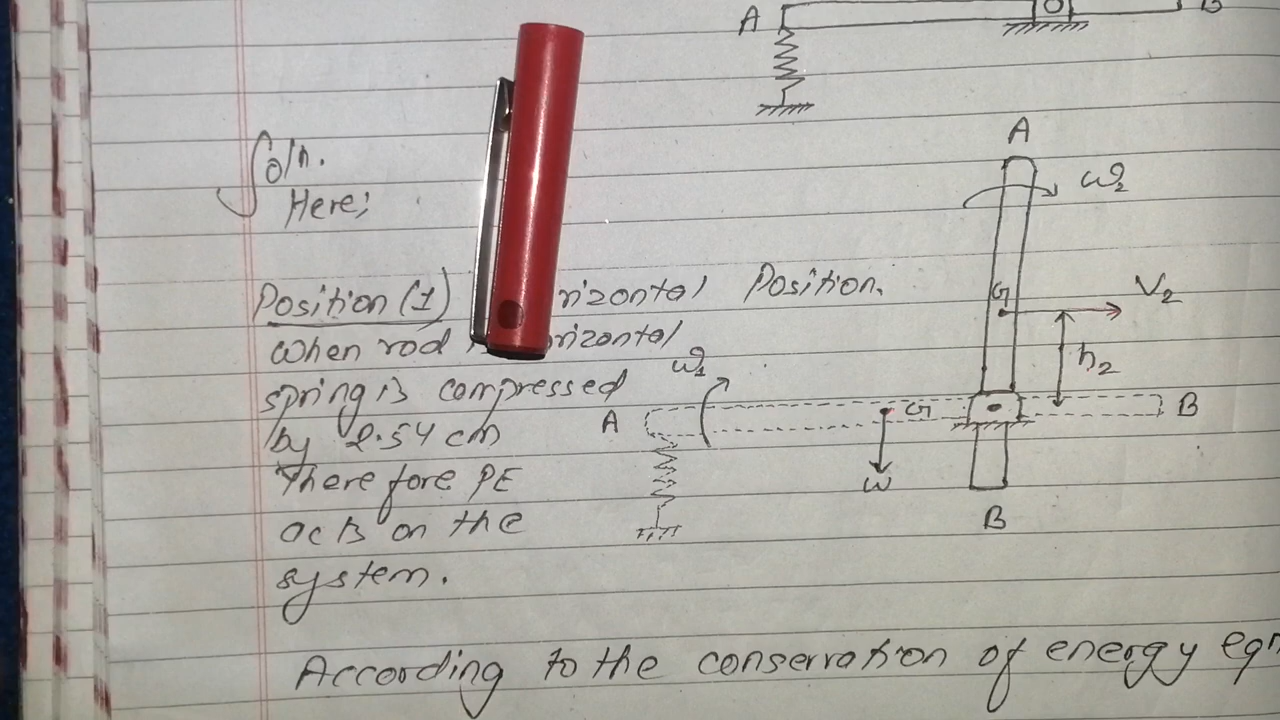 A B
Soln.
Here;
Position (1) rizontal Position.
When rod rizontal
spring is compressed
by 2.54 cm
Therefore PE
acts on the
system.
A
ω₂
G V₂
h₂
ω₁
A G B
W
B
According to the conservation of energy eqn